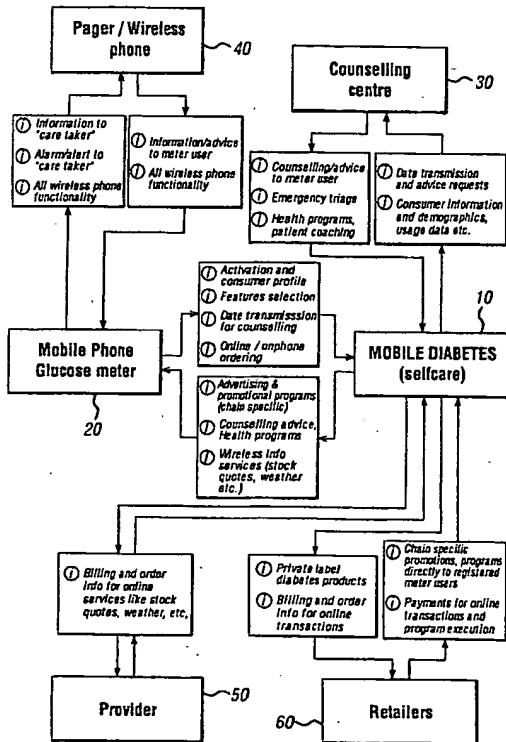 Pager / Wireless
phone
40
Counselling
centre
30
Information to
"care taker"
Alarm/alert to
"care taker"
All wireless phone
functionality
Information/advice
to meter user
All wireless phone
functionality
Counselling/advice
to meter user
Emergency triage
Health programs,
patient coaching
Data transmission
and advice requests
Consumer Information
and demographics,
usage data etc.
Activation and
consumer profile
Features selection
Date transmisssion
for counselling
Online / onphone
ordering
10
Mobile Phone
Glucose meter
20
MOBILE DIABETES
(selfcare)
Advertising &
promotional programs
(chain specific)
Counselling advice,
Health programs
Wireless Info
services (stock
quotes, weather
etc.)
Billing and order
Info for online
services like stock
quotes, weather, etc,
Private label
diabetes products
Billing and order
Info for online
transactions
Chain specific
promotions, programs
directly to registered
meter users
Payments for online
transactions and
program execution
Provider
50
60
Retailers